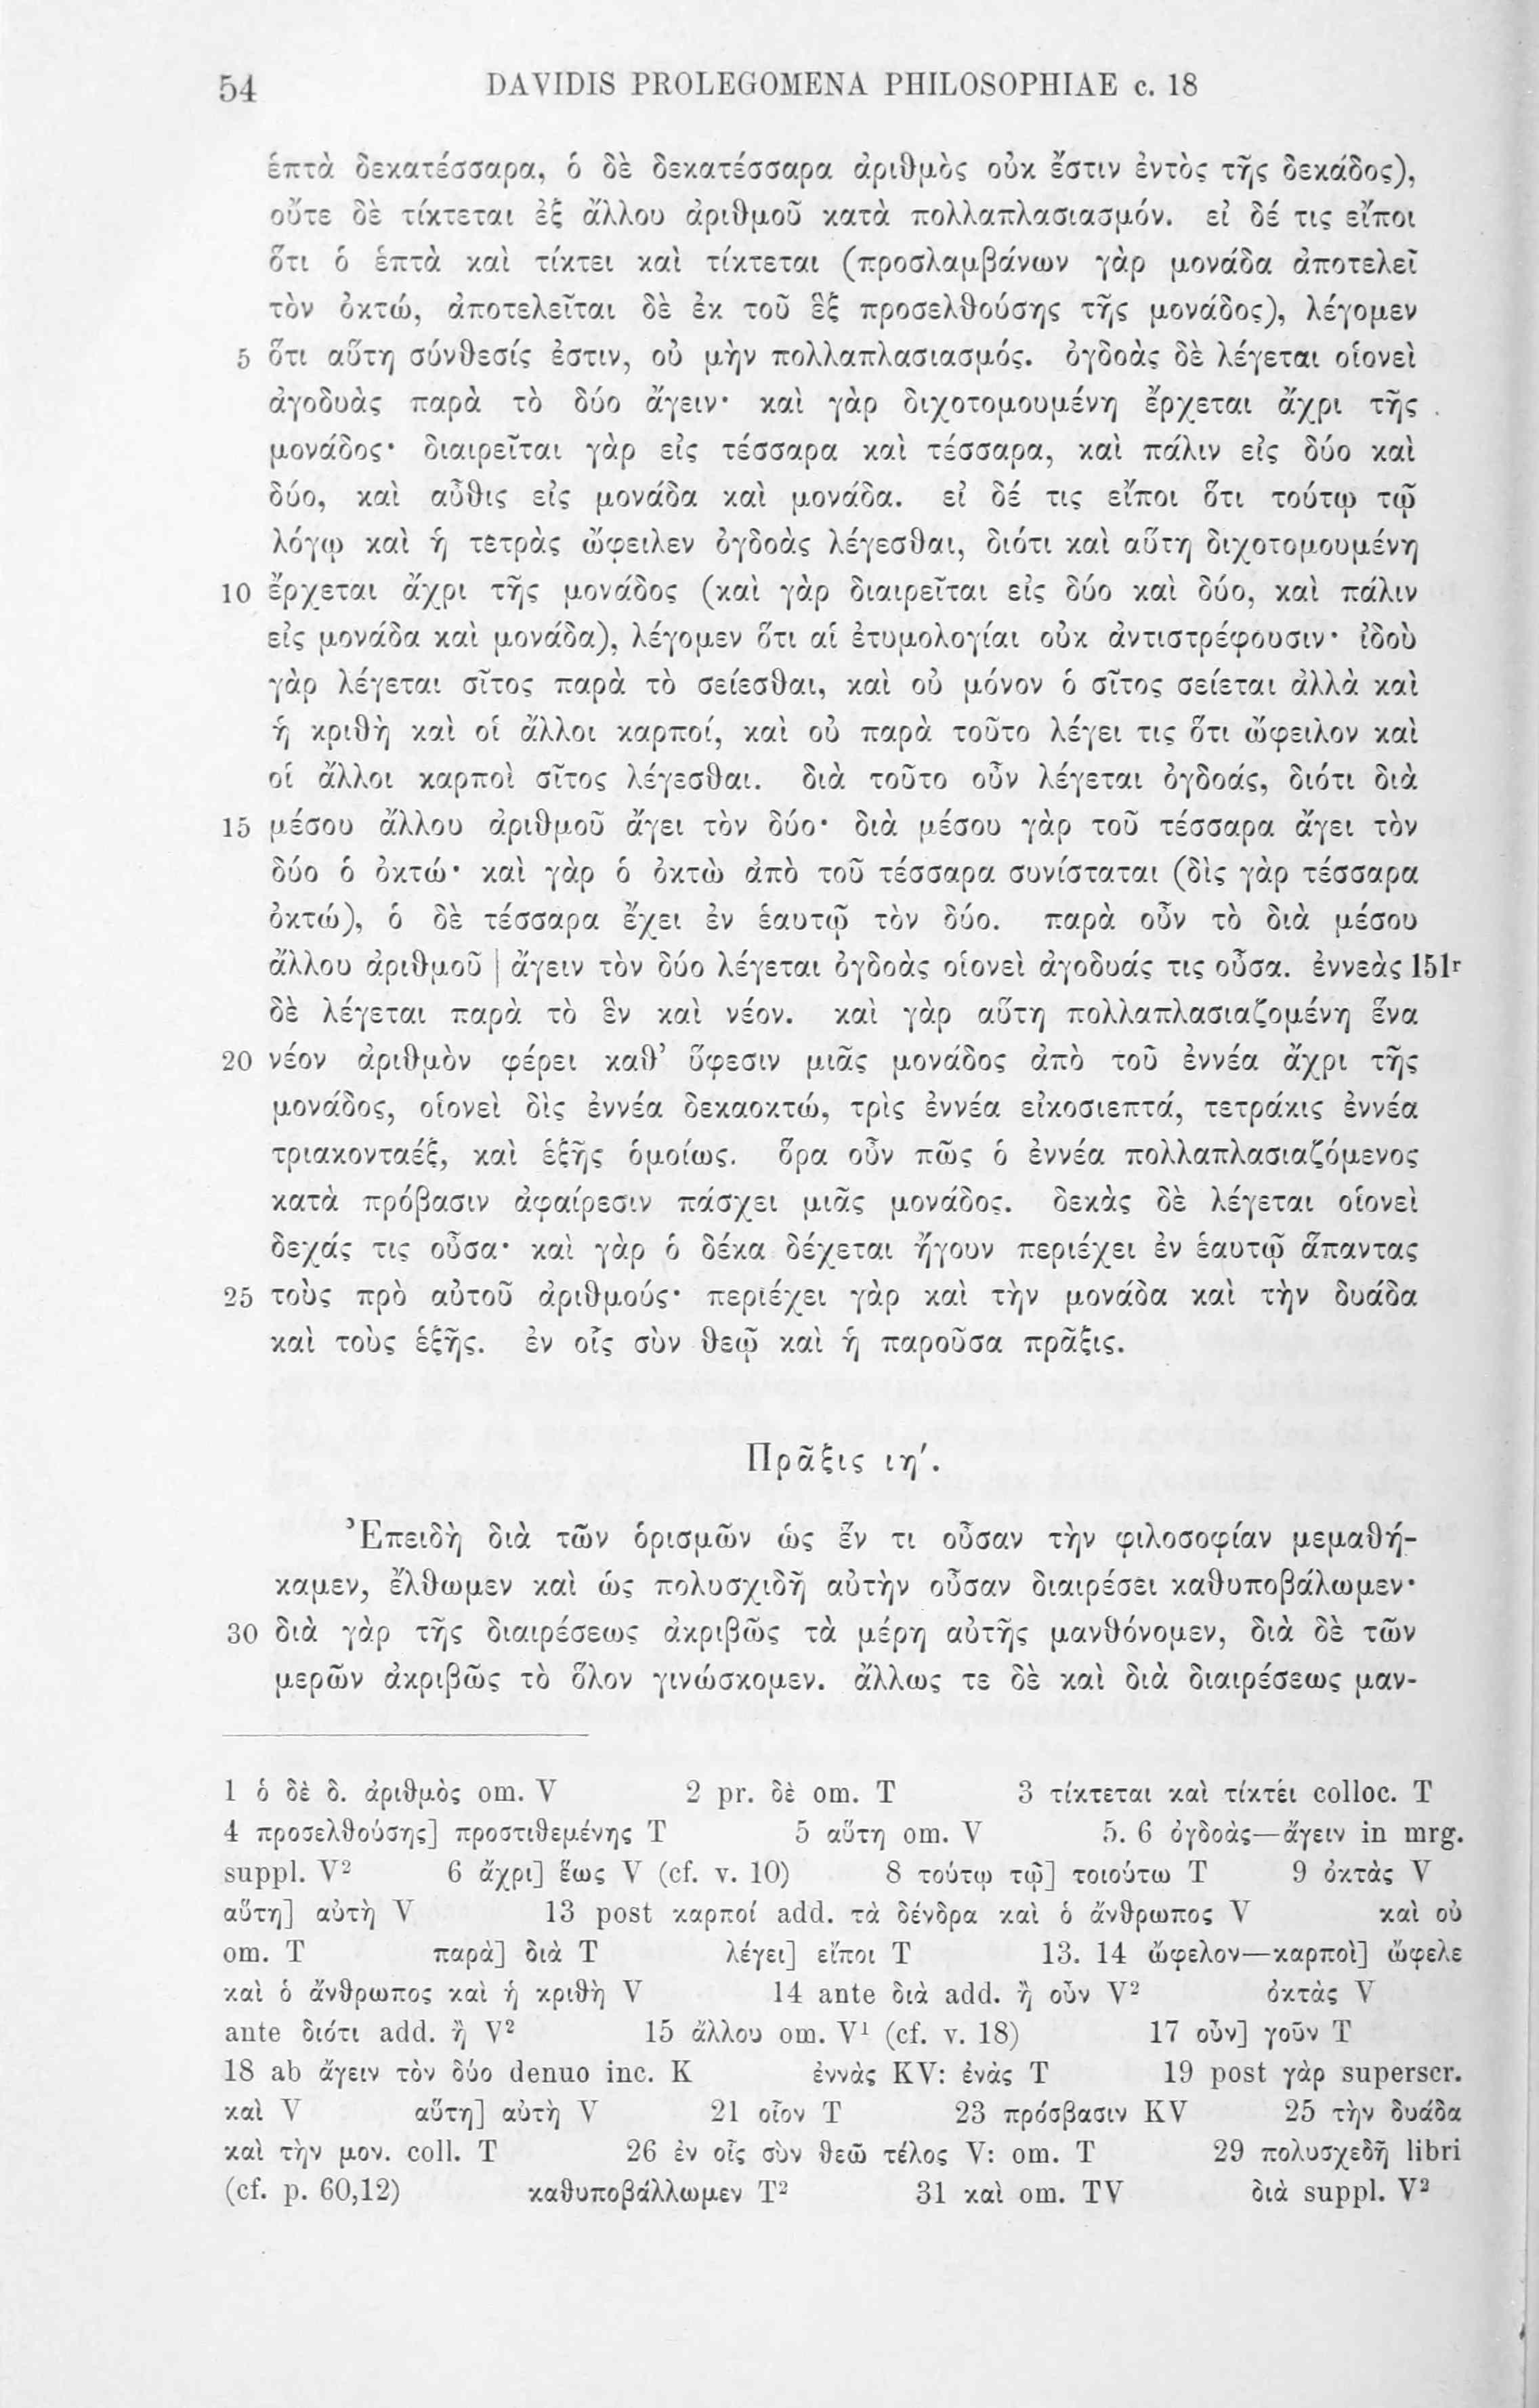 54 DAVIDIS PROLEGOMENA PHILOSOPHIAE c. 18
ἑπτὰ δεκατέσσαρα, ὁ δὲ δεκατέσσαρα ἀριθμὸς οὐκ ἔστιν ἐντὸς τῆς δεκάδος),
οὔτε δὲ τίκτεται ἐξ ἄλλου ἀριθμοῦ κατὰ πολλαπλασιασμόν. εἰ δέ τις εἴποι
ὅτι ὁ ἑπτὰ καὶ τίκτει καὶ τίκτεται (προσλαμβάνων γὰρ μονάδα ἀποτελεῖ
τὸν ὀκτώ, ἀποτελεῖται δὲ ἐκ τοῦ ἓξ προσελθούσης τῆς μονάδος), λέγομεν
5 ὅτι αὕτη σύνθεσίς ἐστιν, οὐ μὴν πολλαπλασιασμός. ὀγδοὰς δὲ λέγεται οἱονεὶ
ἀγοδυὰς παρὰ τὸ δύο ἄγειν· καὶ γὰρ διχοτομουμένη ἔρχεται ἄχρι τῆς
μονάδος· διαιρεῖται γὰρ εἰς τέσσαρα καὶ τέσσαρα, καὶ πάλιν εἰς δύο καὶ
δύο, καὶ αὖθις εἰς μονάδα καὶ μονάδα. εἰ δέ τις εἴποι ὅτι τούτῳ τῷ
λόγῳ καὶ ἡ τετρὰς ὤφειλεν ὀγδοὰς λέγεσθαι, διότι καὶ αὕτη διχοτομουμένη
10 ἔρχεται ἄχρι τῆς μονάδος (καὶ γὰρ διαιρεῖται εἰς δύο καὶ δύο, καὶ πάλιν
εἰς μονάδα καὶ μονάδα), λέγομεν ὅτι αἱ ἐτυμολογίαι οὐκ ἀντιστρέφουσιν· ἰδοὺ
γὰρ λέγεται σῖτος παρὰ τὸ σείεσθαι, καὶ οὐ μόνον ὁ σῖτος σείεται ἀλλὰ καὶ
ἡ κριθὴ καὶ οἱ ἄλλοι καρποί, καὶ οὐ παρὰ τοῦτο λέγει τις ὅτι ὤφειλον καὶ
οἱ ἄλλοι καρποὶ σῖτος λέγεσθαι. διὰ τοῦτο οὖν λέγεται ὀγδοάς, διότι διὰ
15 μέσου ἄλλου ἀριθμοῦ ἄγει τὸν δύο· διὰ μέσου γὰρ τοῦ τέσσαρα ἄγει τὸν
δύο ὁ ὀκτώ· καὶ γὰρ ὁ ὀκτὼ ἀπὸ τοῦ τέσσαρα συνίσταται (δὶς γὰρ τέσσαρα
ὀκτώ), ὁ δὲ τέσσαρα ἔχει ἐν ἑαυτῷ τὸν δύο. παρὰ οὖν τὸ διὰ μέσου
ἄλλου ἀριθμοῦ | ἄγειν τὸν δύο λέγεται ὀγδοὰς οἱονεὶ ἀγοδυάς τις οὖσα. ἐννεὰς 151r
δὲ λέγεται παρὰ τὸ ἓν καὶ νέον. καὶ γὰρ αὕτη πολλαπλασιαζομένη ἕνα
20 νέον ἀριθμὸν φέρει καθ’ ὕφεσιν μιᾶς μονάδος ἀπὸ τοῦ ἐννέα ἄχρι τῆς
μονάδος, οἱονεὶ δὶς ἐννέα δεκαοκτώ, τρὶς ἐννέα εἰκοσιεπτά, τετράκις ἐννέα
τριακονταέξ, καὶ ἑξῆς ὁμοίως. ὅρα οὖν πῶς ὁ ἐννέα πολλαπλασιαζόμενος
κατὰ πρόβασιν ἀφαίρεσιν πάσχει μιᾶς μονάδος. δεκὰς δὲ λέγεται οἱονεὶ
δεχάς τις οὖσα· καὶ γὰρ ὁ δέκα δέχεται ἤγουν περιέχει ἐν ἑαυτῷ ἅπαντας
25 τοὺς πρὸ αὐτοῦ ἀριθμούς· περιέχει γὰρ καὶ τὴν μονάδα καὶ τὴν δυάδα
καὶ τοὺς ἑξῆς. ἐν οἷς σὺν θεῷ καὶ ἡ παροῦσα πρᾶξις.
Πρᾶξις ιη′.
Ἐπειδὴ διὰ τῶν ὁρισμῶν ὡς ἕν τι οὖσαν τὴν φιλοσοφίαν μεμαθή-
καμεν, ἔλθωμεν καὶ ὡς πολυσχιδῆ αὐτὴν οὖσαν διαιρέσει καθυποβάλωμεν·
30 διὰ γὰρ τῆς διαιρέσεως ἀκριβῶς τὰ μέρη αὐτῆς μανθόνομεν, διὰ δὲ τῶν
μερῶν ἀκριβῶς τὸ ὅλον γινώσκομεν. ἄλλως τε δὲ καὶ διὰ διαιρέσεως μαν-
1 ὁ δὲ δ. ἀριθμὸς om. V 2 pr. δὲ om. T 3 τίκτεται καὶ τίκτει colloc. T
4 προσελθούσης] προστιθεμένης T 5 αὕτη om. V 5. 6 ὀγδοὰς—ἄγειν in mrg.
suppl. V² 6 ἄχρι] ἕως V (cf. v. 10) 8 τούτῳ τῷ] τοιούτω T 9 ὀκτὰς V
αὕτη] αὐτὴ V 13 post καρποί add. τὰ δένδρα καὶ ὁ ἄνθρωπος V καὶ οὐ
om. T παρὰ] διὰ T λέγει] εἴποι T 13. 14 ὤφελον—καρποὶ] ὤφελε
καὶ ὁ ἄνθρωπος καὶ ἡ κριθὴ V 14 ante διὰ add. ἢ οὖν V² ὀκτὰς V
ante διότι add. ἢ V² 15 ἄλλου om. V¹ (cf. v. 18) 17 οὖν] γοῦν T
18 ab ἄγειν τὸν δύο denuo inc. K ἐννὰς KV: ἐνὰς T 19 post γὰρ superscr.
καὶ V αὕτη] αὐτὴ V 21 οἷον T 23 πρόσβασιν KV 25 τὴν δυάδα
καὶ τὴν μον. coll. T 26 ἐν οἷς σὺν θεῶ τέλος V: om. T 29 πολυσχεδῆ libri
(cf. p. 60,12) καθυποβάλλωμεν T² 31 καὶ om. TV διὰ suppl. V²